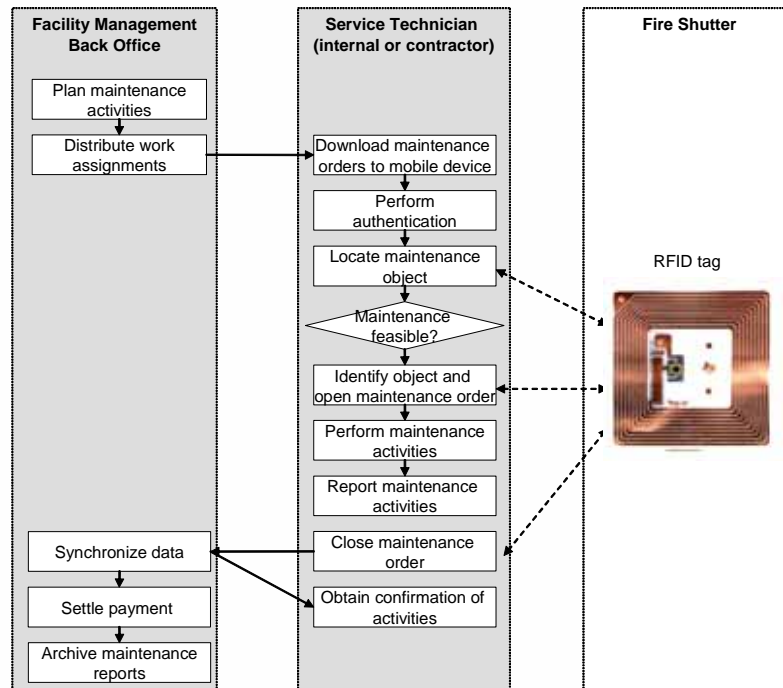 Facility Management
Back Office
Service Technician
(internal or contractor)
Fire Shutter
Plan maintenance
activities
Distribute work
assignments
Download maintenance
orders to mobile device
Perform
authentication
Locate maintenance
object
RFID tag
Maintenance
feasible?
Identify object and
open maintenance order
Perform maintenance
activities
Report maintenance
activities
Synchronize data
Close maintenance
order
Settle payment
Obtain confirmation of
activities
Archive maintenance
reports